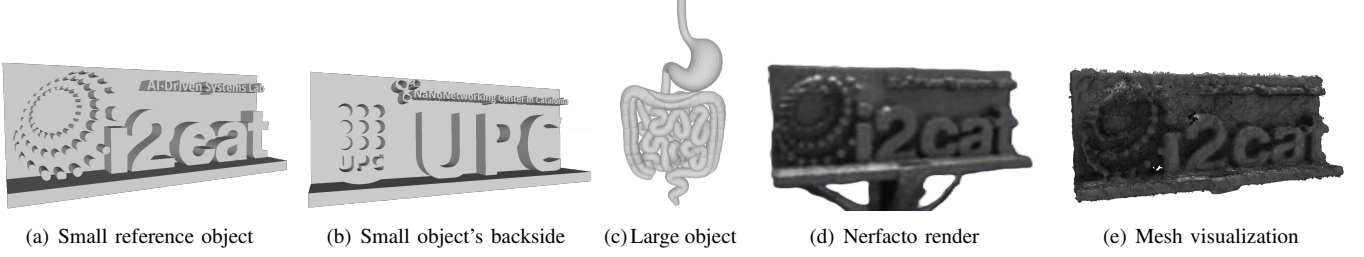 AI-Driven Systems Lab
i2cat
NaNoNetworking Center in Catalonia
UPC
UPC
i2cat
i2cat
(a) Small reference object
(b) Small object's backside
(c) Large object
(d) Nerfacto render
(e) Mesh visualization